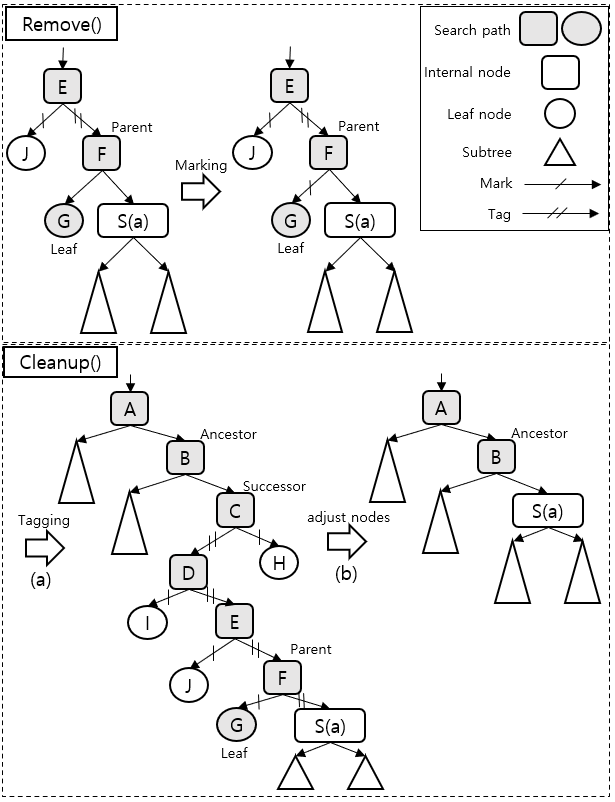 Remove()
E
J
Parent
F
G
S(a)
Leaf
Marking
E
J
Parent
F
G
S(a)
Leaf
Search path
Internal node
Leaf node
Subtree
Mark
Tag
Cleanup()
Tagging
(a)
A
Ancestor
B
Successor
C
H
D
I
E
J
Parent
F
G
S(a)
Leaf
adjust nodes
(b)
A
Ancestor
B
S(a)